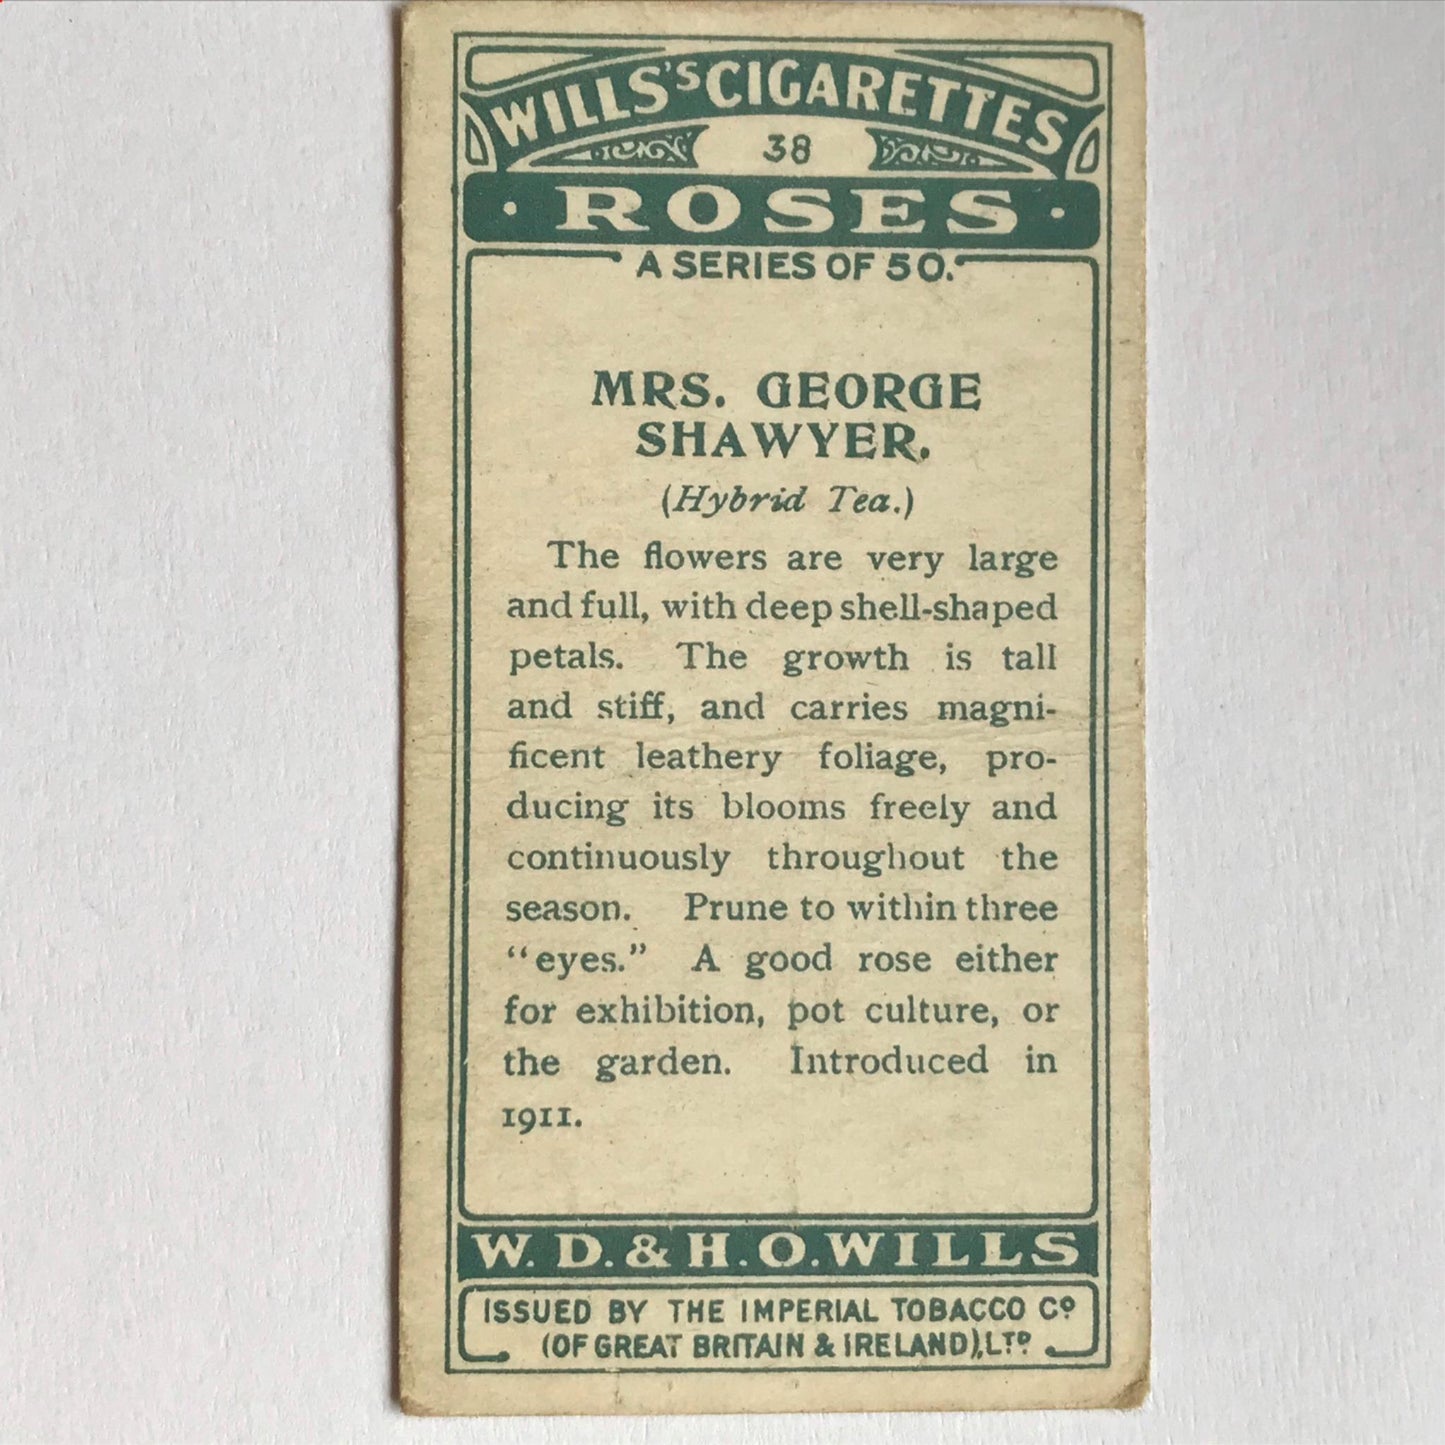 WILLS'S CIGARETTES
38
· ROSES ·
A SERIES OF 50.
MRS. GEORGE
SHAWYER.
(Hybrid Tea.)
The flowers are very large
and full, with deep shell-shaped
petals. The growth is tall
and stiff, and carries magni-
ficent leathery foliage, pro-
ducing its blooms freely and
continuously throughout the
season. Prune to within three
“eyes.” A good rose either
for exhibition, pot culture, or
the garden. Introduced in
1911.
W. D. & H. O. WILLS
ISSUED BY THE IMPERIAL TOBACCO Cº
(OF GREAT BRITAIN & IRELAND), LTº